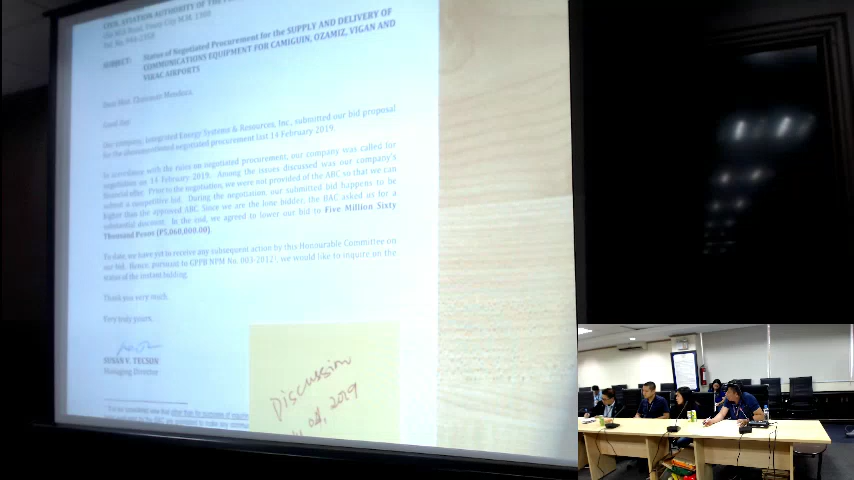 CIVIL AVIATION AUTHORITY OF THE
Old MIA Road, Pasay City M.M. 1300
Tel. No.
SUBJECT: Status of Negotiated Procurement for the SUPPLY AND DELIVERY OF
COMMUNICATIONS EQUIPMENT FOR CAMIGUIN, OZAMIZ, VIGAN AND
VIRAC AIRPORTS
Dear Hon. Chairman Mendoza,
Good Day
Our company, Integrated Energy Systems & Resources, Inc., submitted our bid proposal
for the abovementioned negotiated procurement last 14 February 2019.
In accordance with the rules on negotiated procurement, our company was called for
negotiation on 15 February 2019. Among the issues discussed was our company's
financial offer. Prior to the negotiation, we were not provided of the ABC so that we can
submit a competitive bid. During the negotiation, our submitted bid happens to be
higher than the approved ABC. Since we are the lone bidder, the BAC asked us for a
substantial discount. In the end, we agreed to lower our bid to Five Million Sixty
Thousand Pesos (P5,060,000.00).
To date, we have yet to receive any subsequent action by this Honourable Committee on
our bid. Hence, pursuant to GPPB NPM No. 003-2012¹, we would like to inquire on the
status of the instant bidding.
Thank you very much.
Very truly yours,
SUSAN V. TECSON
Managing Director
Discussion
2019